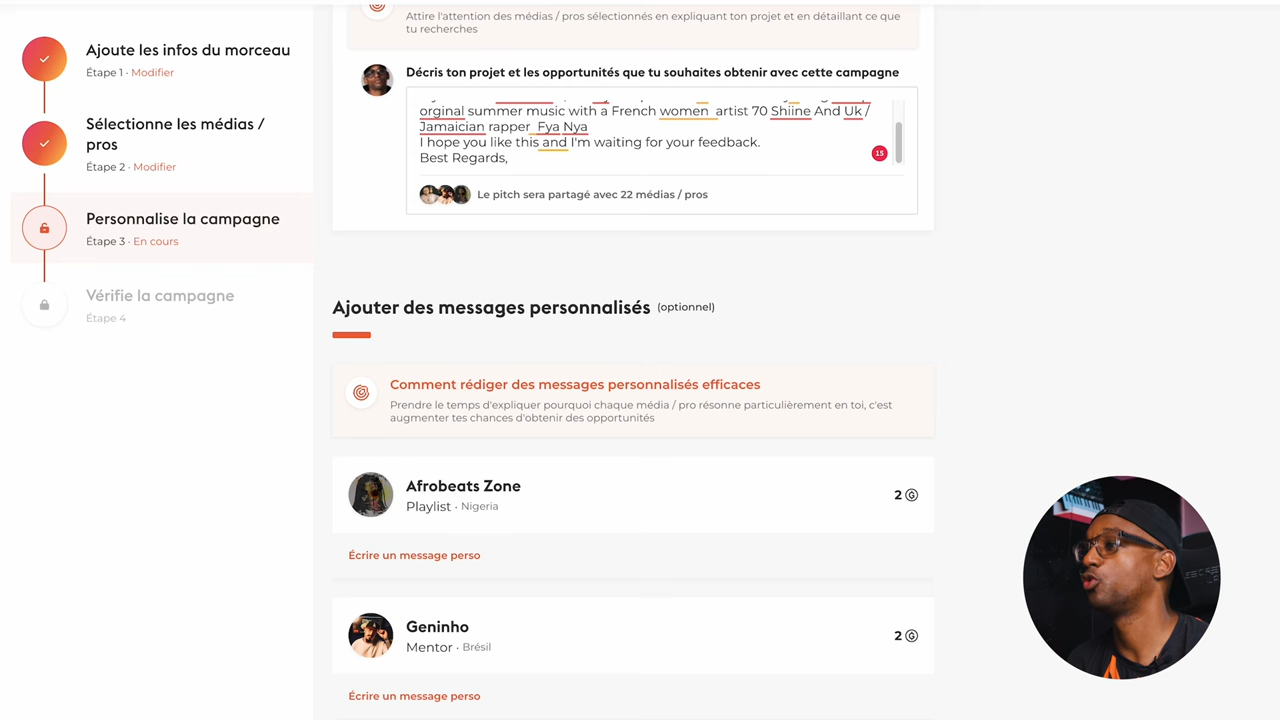 Ajoute les infos du morceau
Étape 1 · Modifier
Sélectionne les médias /
pros
Étape 2 · Modifier
Personnalise la campagne
Étape 3 · En cours
Vérifie la campagne
Étape 4
Attire l'attention des médias / pros sélectionnés en expliquant ton projet et en détaillant ce que
tu recherches
Décris ton projet et les opportunités que tu souhaites obtenir avec cette campagne
orginal summer music with a French women artist 70 Shiine And Uk /
Jamaician rapper Fya Nya
I hope you like this and I'm waiting for your feedback.
Best Regards,
15
Le pitch sera partagé avec 22 médias / pros
Ajouter des messages personnalisés (optionnel)
Comment rédiger des messages personnalisés efficaces
Prendre le temps d'expliquer pourquoi chaque média / pro résonne particulièrement en toi, c'est
augmenter tes chances d'obtenir des opportunités
Afrobeats Zone
Playlist · Nigeria
2
Écrire un message perso
Geninho
Mentor · Brésil
2
Écrire un message perso